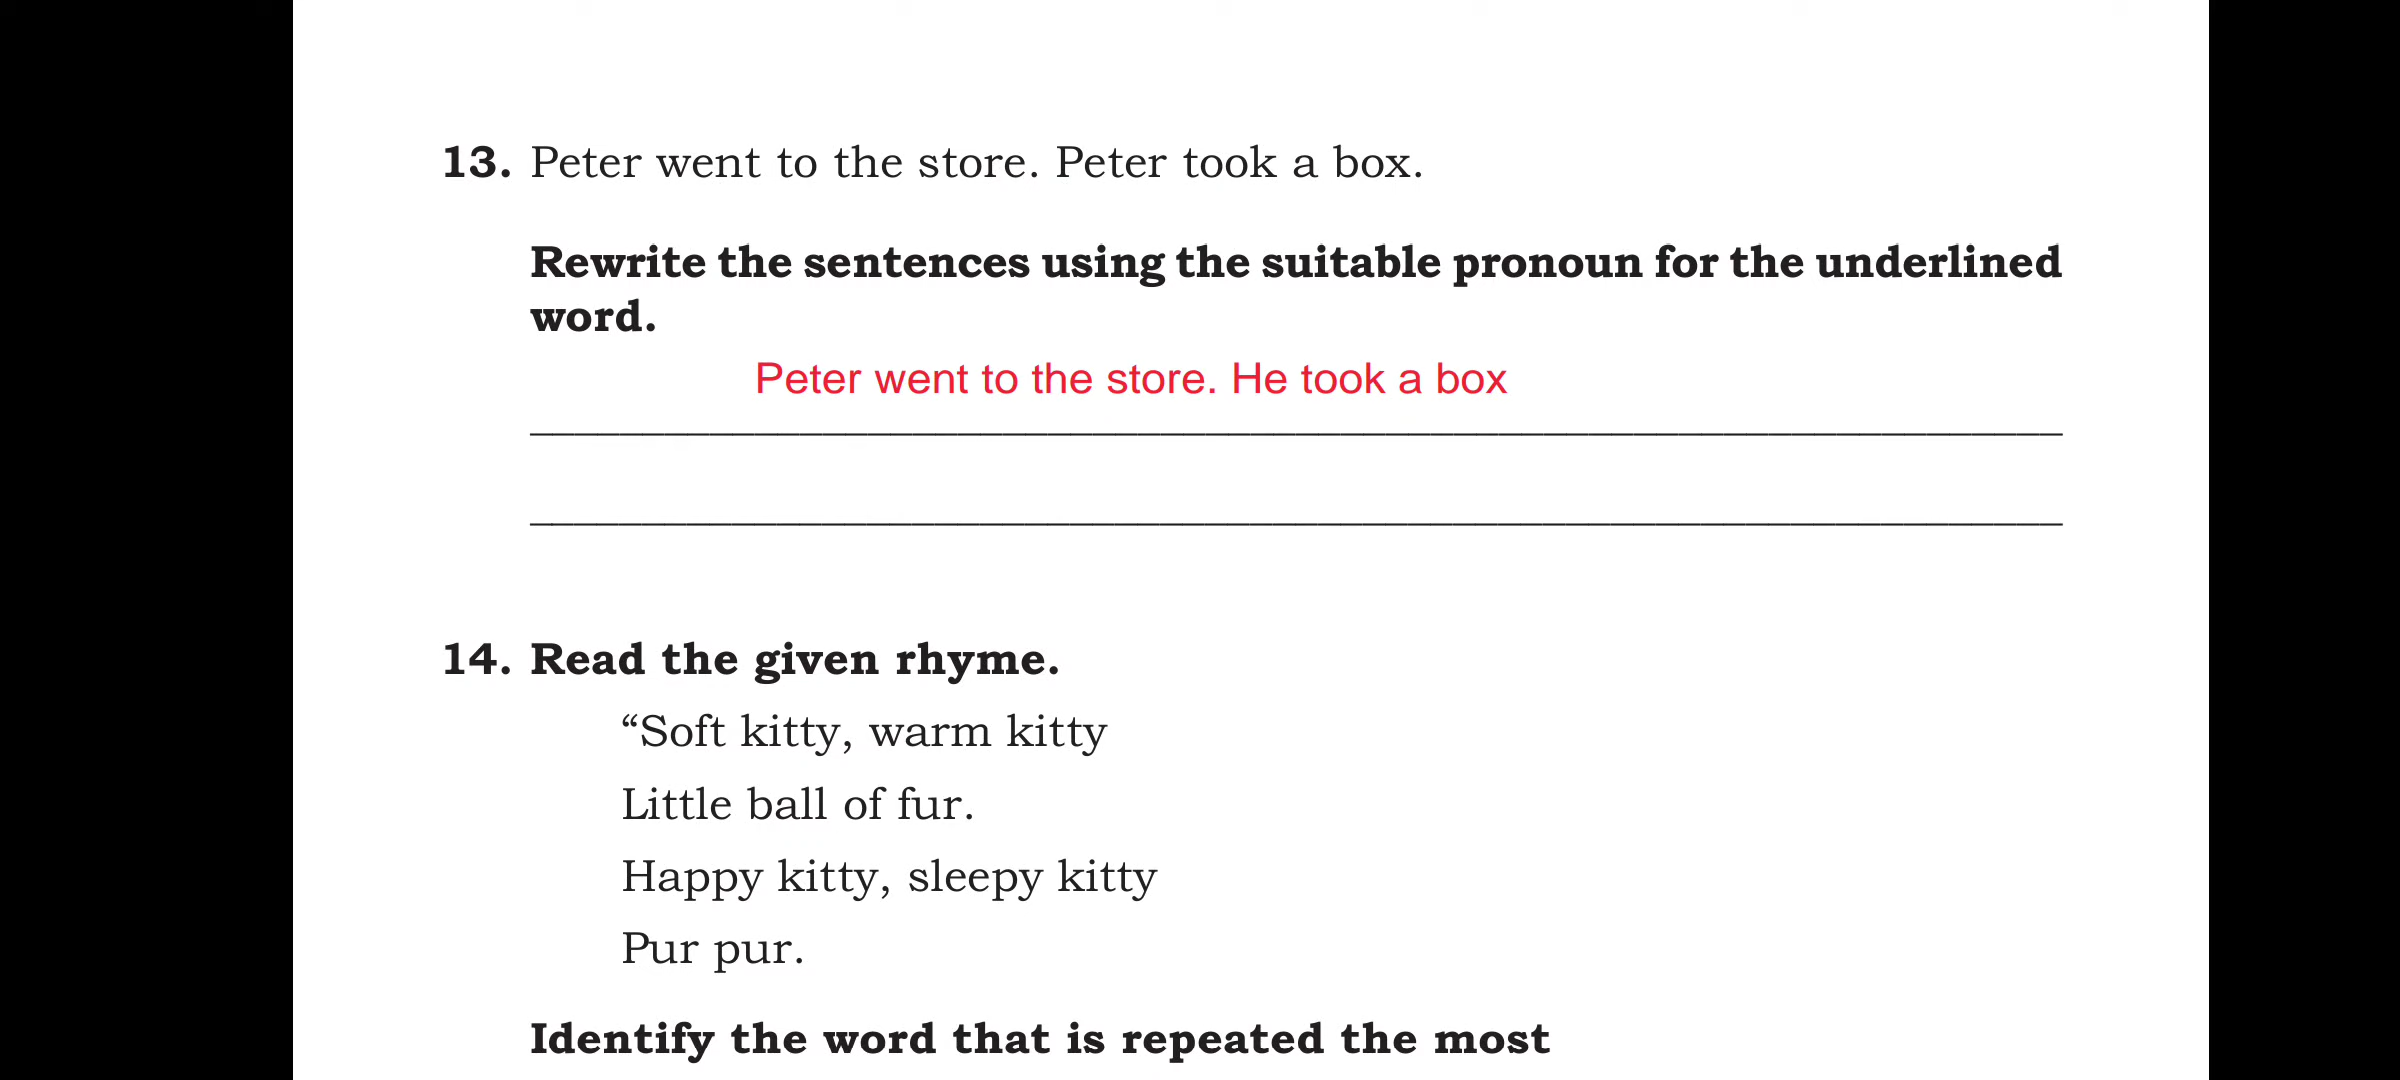 13. Peter went to the store. Peter took a box.
Rewrite the sentences using the suitable pronoun for the underlined
word.
Peter went to the store. He took a box
14. Read the given rhyme.
“Soft kitty, warm kitty
Little ball of fur.
Happy kitty, sleepy kitty
Pur pur.
Identify the word that is repeated the most